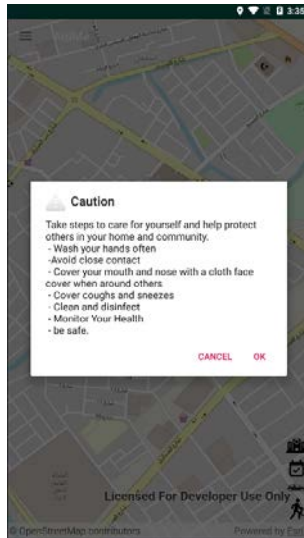 3:35
Caution
Take steps to care for yourself and help protect
others in your home and community.
- Wash your hands often
-Avoid close contact
- Cover your mouth and nose with a cloth face
cover when around others
- Cover coughs and sneezes
- Clean and disinfect
- Monitor Your Health
- be safe.
CANCEL OK
Licensed For Developer Use Only
© OpenStreetMap contributors Powered by Esri